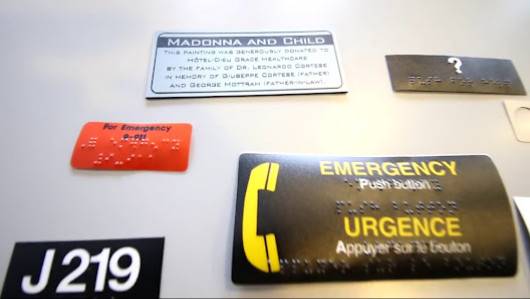 MADONNA AND CHILD
THIS PAINTING WAS GENEROUSLY DONATED TO
HÔTEL-DIEU GRACE HEALTHCARE
BY THE FAMILY OF DR. LEONARDO CORTESE
IN MEMORY OF GIUSEPPE CORTESE (FATHER)
AND GEORGE MOTTRAM (FATHER-IN-LAW).
?
For Emergency
EMERGENCY
Push button
URGENCE
Appuyer sur le bouton
J 219